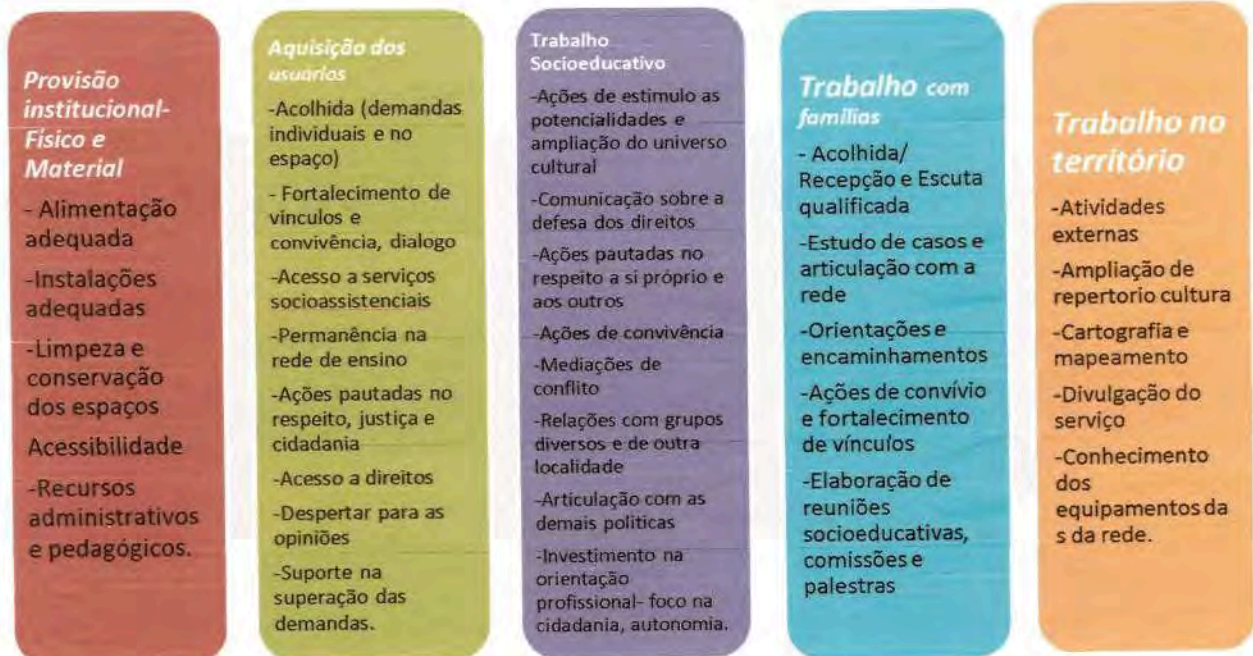 Provisão
institucional-
Físico e
Material
- Alimentação
adequada
-Instalações
adequadas
-Limpeza e
conservação
dos espaços
Acessibilidade
-Recursos
administrativos
e pedagógicos.
Aquisição dos
usuários
-Acolhida (demandas
individuais e no
espaço)
- Fortalecimento de
vínculos e
convivência, dialogo
-Acesso a serviços
socioassistenciais
-Permanência na
rede de ensino
-Ações pautadas no
respeito, justiça e
cidadania
-Acesso a direitos
-Despertar para as
opiniões
-Suporte na
superação das
demandas.
Trabalho
Socioeducativo
-Ações de estimulo as
potencialidades e
ampliação do universo
cultural
-Comunicação sobre a
defesa dos direitos
-Ações pautadas no
respeito a si próprio e
aos outros
-Ações de convivência
-Mediações de
conflito
-Relações com grupos
diversos e de outra
localidade
-Articulação com as
demais politicas
-Investimento na
orientação
profissional- foco na
cidadania, autonomia.
Trabalho com
famílias
- Acolhida/
Recepção e Escuta
qualificada
-Estudo de casos e
articulação com a
rede
-Orientações e
encaminhamentos
-Ações de convívio
e fortalecimento
de vínculos
-Elaboração de
reuniões
socioeducativas,
comissões e
palestras
Trabalho no
território
-Atividades
externas
-Ampliação de
repertorio cultura
-Cartografia e
mapeamento
-Divulgação do
serviço
-Conhecimento
dos
equipamentos da
s da rede.